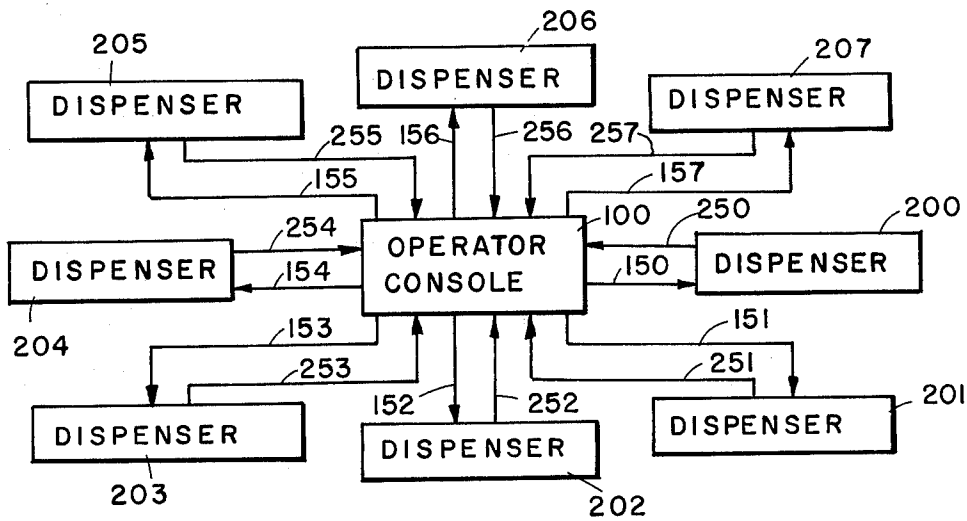 206
205
207
DISPENSER
DISPENSER
DISPENSER
255
156
256
257
155
157
100
250
200
254
OPERATOR
CONSOLE
DISPENSER
154
150
DISPENSER
204
153
151
253
251
152
252
201
DISPENSER
DISPENSER
DISPENSER
203
202